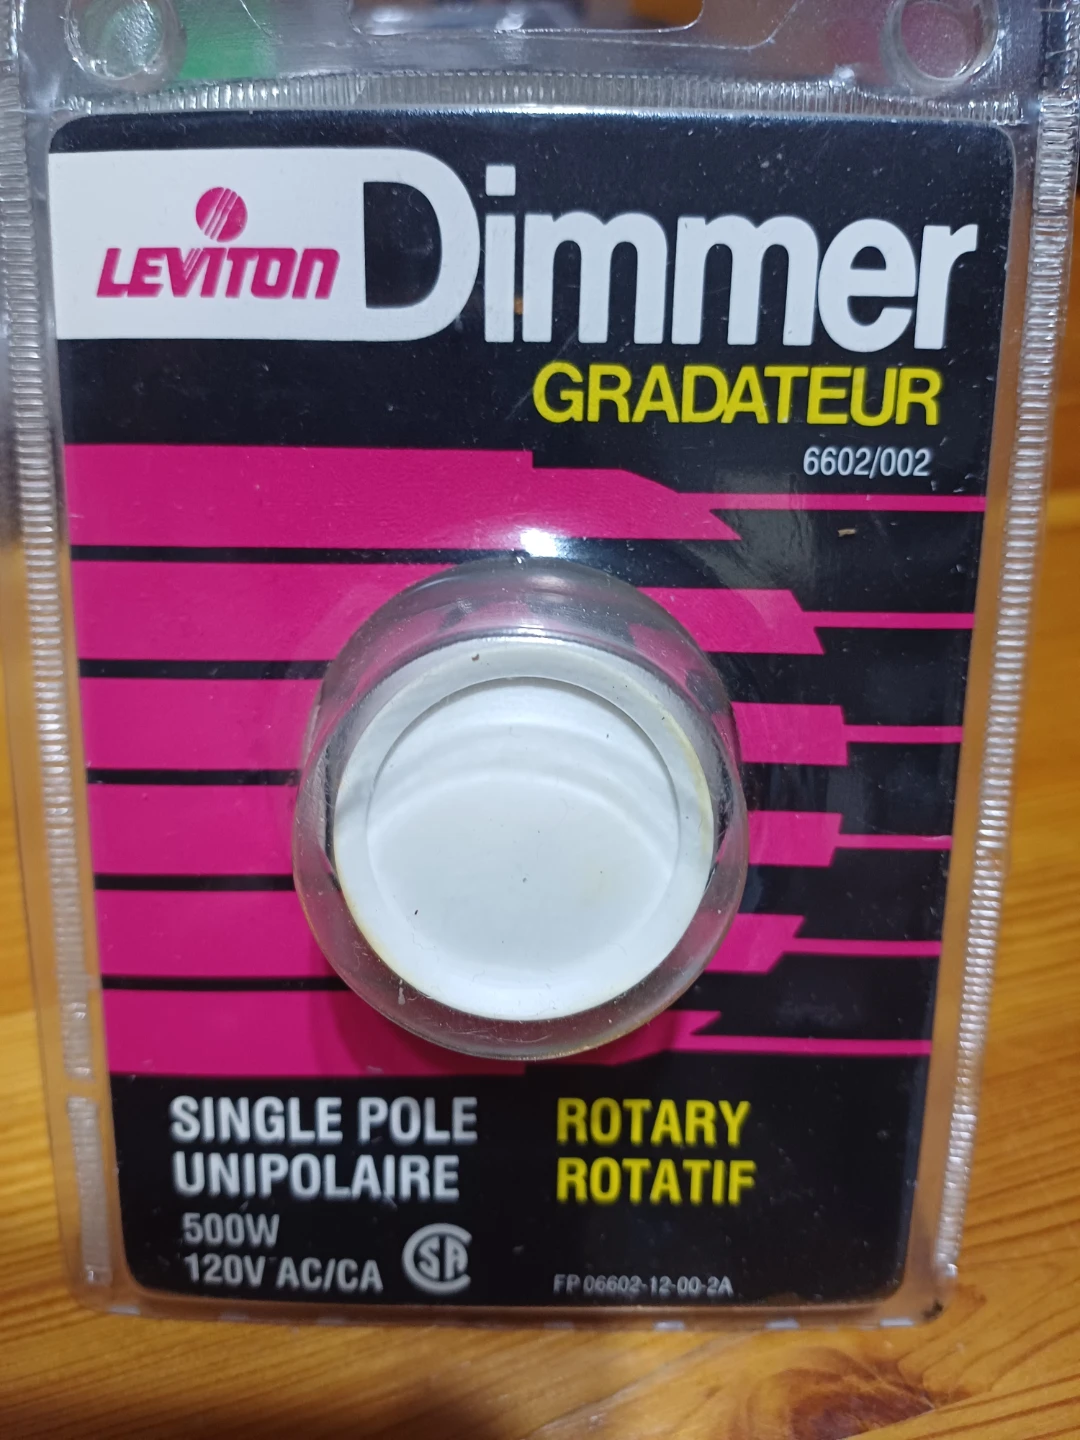 LEVITON
Dimmer
GRADATEUR
6602/002
SINGLE POLE
UNIPOLAIRE
500W
120V AC/CA
CSA
ROTARY
ROTATIF
FP 06602-12-00-2A